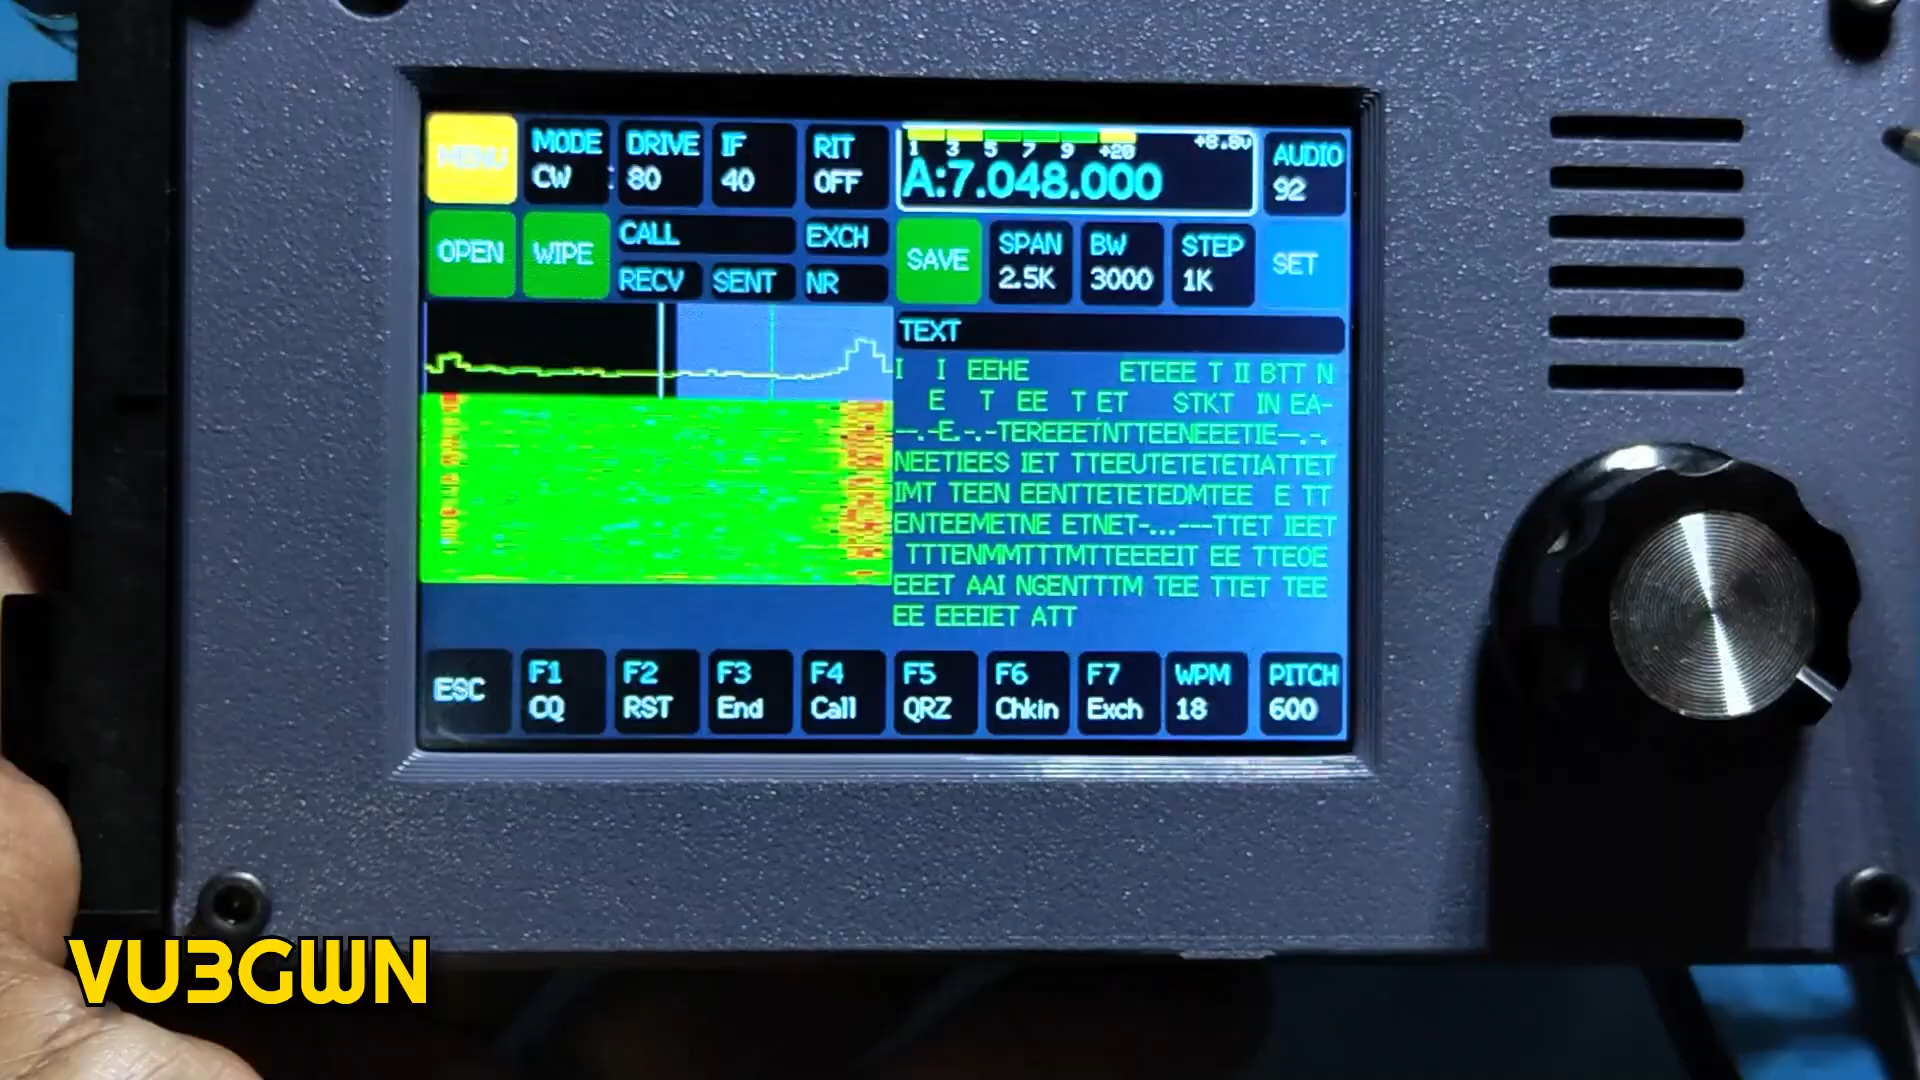 MENU MODE DRIVE IF RIT
CW : 80 40 OFF
1 3 5 7 9 +20 +8.8v
A:7.048.000
AUDIO
92
OPEN WIPE CALL EXCH
RECV SENT NR
SAVE SPAN BW STEP SET
2.5K 3000 1K
TEXT
I I EEHE ETEEE T II BTT N
E T EE T ET STKT IN EA-
--.-E.-.-TEREEETNTTEENEEETIE--.-.
NEETIEES IET TTEEUTETETETIATTET
IMT TEEN EENTTETETEDMTEE E TT
ENTEEMETNE ETNET-...---TTET IEET
TTTENMMTTTMTTEEEEIT EE TTEOE
EEET AAI NGENTTTM TEE TTET TEE
EE EEEIET ATT
ESC F1 F2 F3 F4 F5 F6 F7 WPM PITCH
CQ RST End Call QRZ Chkin Exch 18 600
VU3GWN